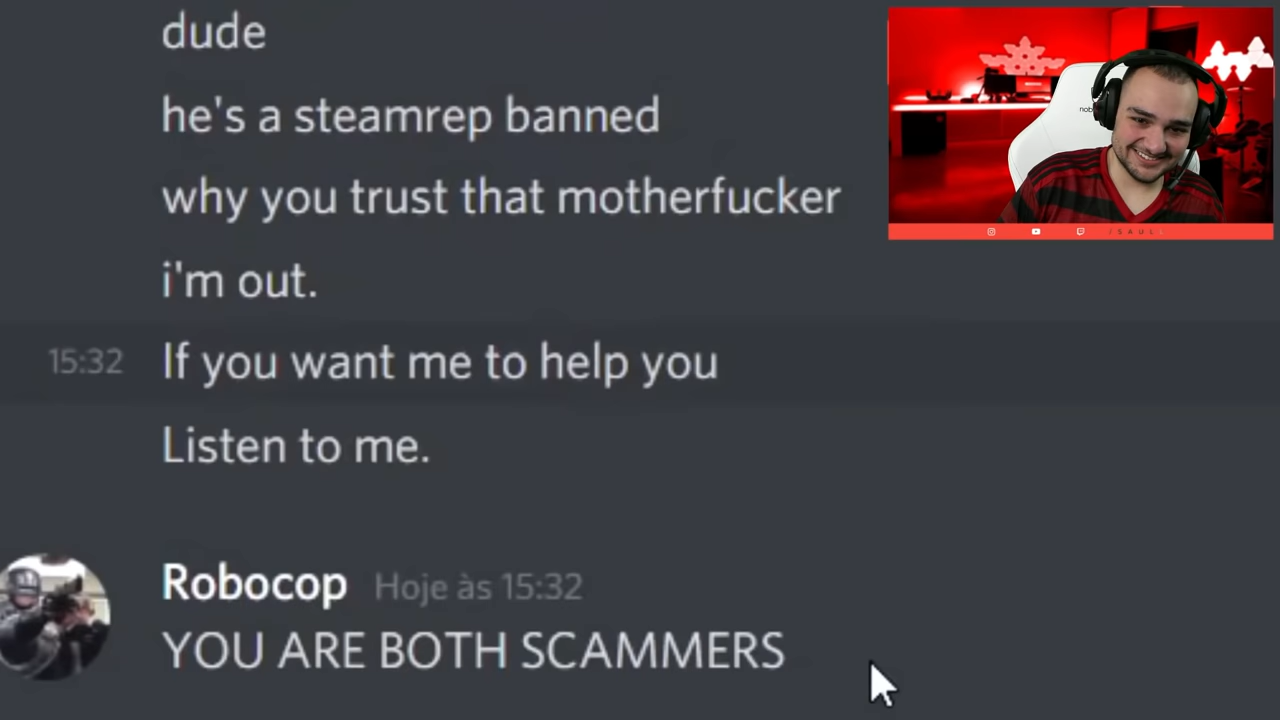 dude
he's a steamrep banned
why you trust that motherfucker
i'm out.
15:32 If you want me to help you
Listen to me.
Robocop Hoje às 15:32
YOU ARE BOTH SCAMMERS
nob